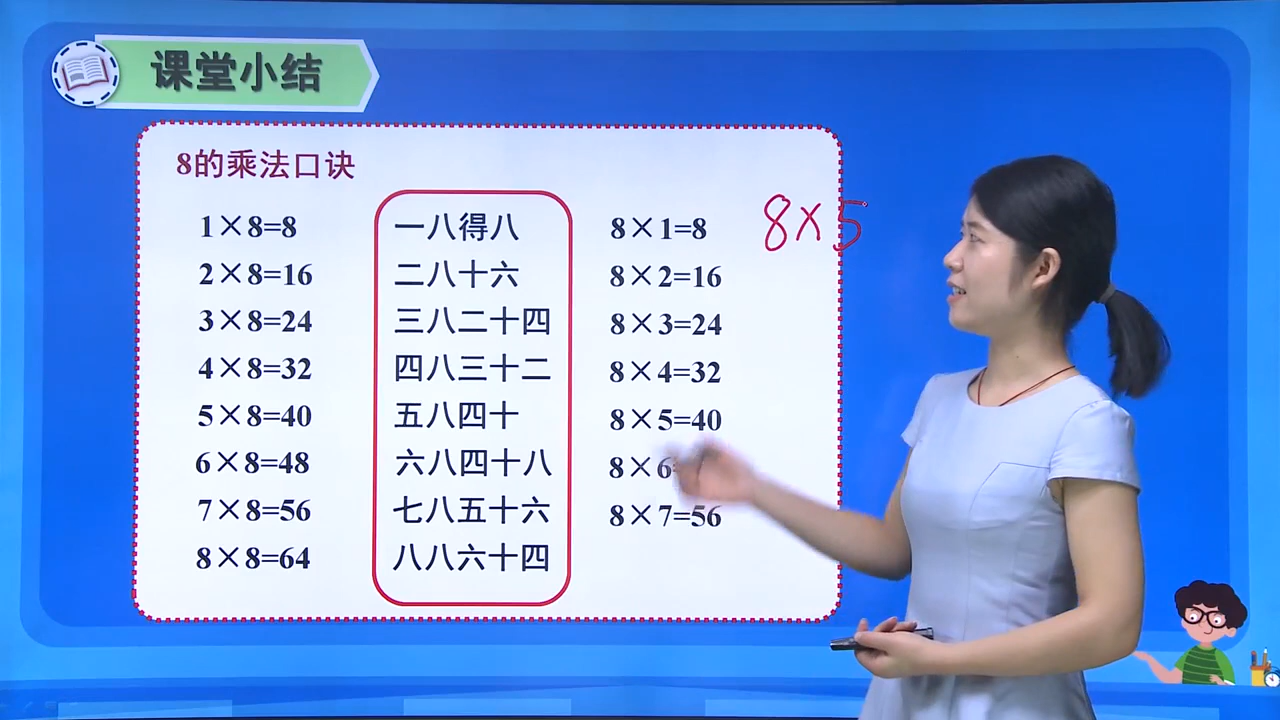 课堂小结
8的乘法口诀
1×8=8 一八得八 8×1=8 8×5
2×8=16 二八十六 8×2=16
3×8=24 三八二十四 8×3=24
4×8=32 四八三十二 8×4=32
5×8=40 五八四十 8×5=40
6×8=48 六八四十八 8×6
7×8=56 七八五十六 8×7=56
8×8=64 八八六十四